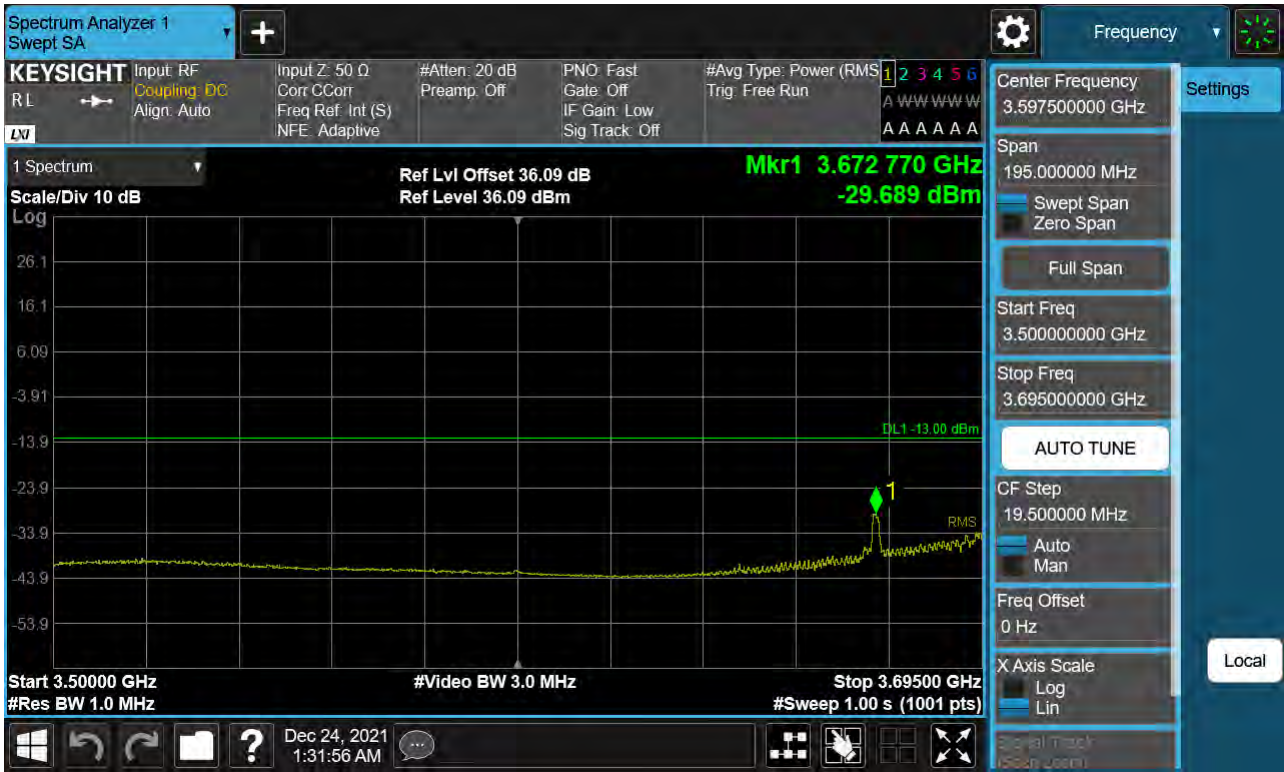 Spectrum Analyzer 1
Swept SA
+
Frequency
KEYSIGHT
RL
LXI
Input: RF
Coupling: DC
Align: Auto
Input Z: 50 Ω
Corr CCorr
Freq Ref: Int (S)
NFE: Adaptive
#Atten: 20 dB
Preamp: Off
PNO: Fast
Gate: Off
IF Gain: Low
Sig Track: Off
#Avg Type: Power (RMS
Trig: Free Run
1 2 3 4 5 6
A W W W W W
A A A A A A
1 Spectrum
Scale/Div 10 dB
Log
Ref Lvl Offset 36.09 dB
Ref Level 36.09 dBm
Mkr1 3.672 770 GHz
-29.689 dBm
26.1
16.1
6.09
-3.91
-13.9
-23.9
-33.9
-43.9
-53.9
DL1 -13.00 dBm
1
RMS
Start 3.50000 GHz
#Res BW 1.0 MHz
#Video BW 3.0 MHz
Stop 3.69500 GHz
#Sweep 1.00 s (1001 pts)
Center Frequency
3.597500000 GHz
Span
195.000000 MHz
Swept Span
Zero Span
Full Span
Start Freq
3.500000000 GHz
Stop Freq
3.695000000 GHz
AUTO TUNE
CF Step
19.500000 MHz
Auto
Man
Freq Offset
0 Hz
X Axis Scale
Log
Lin
Signal Track
(Span Zoom)
Settings
Local
?
Dec 24, 2021
1:31:56 AM